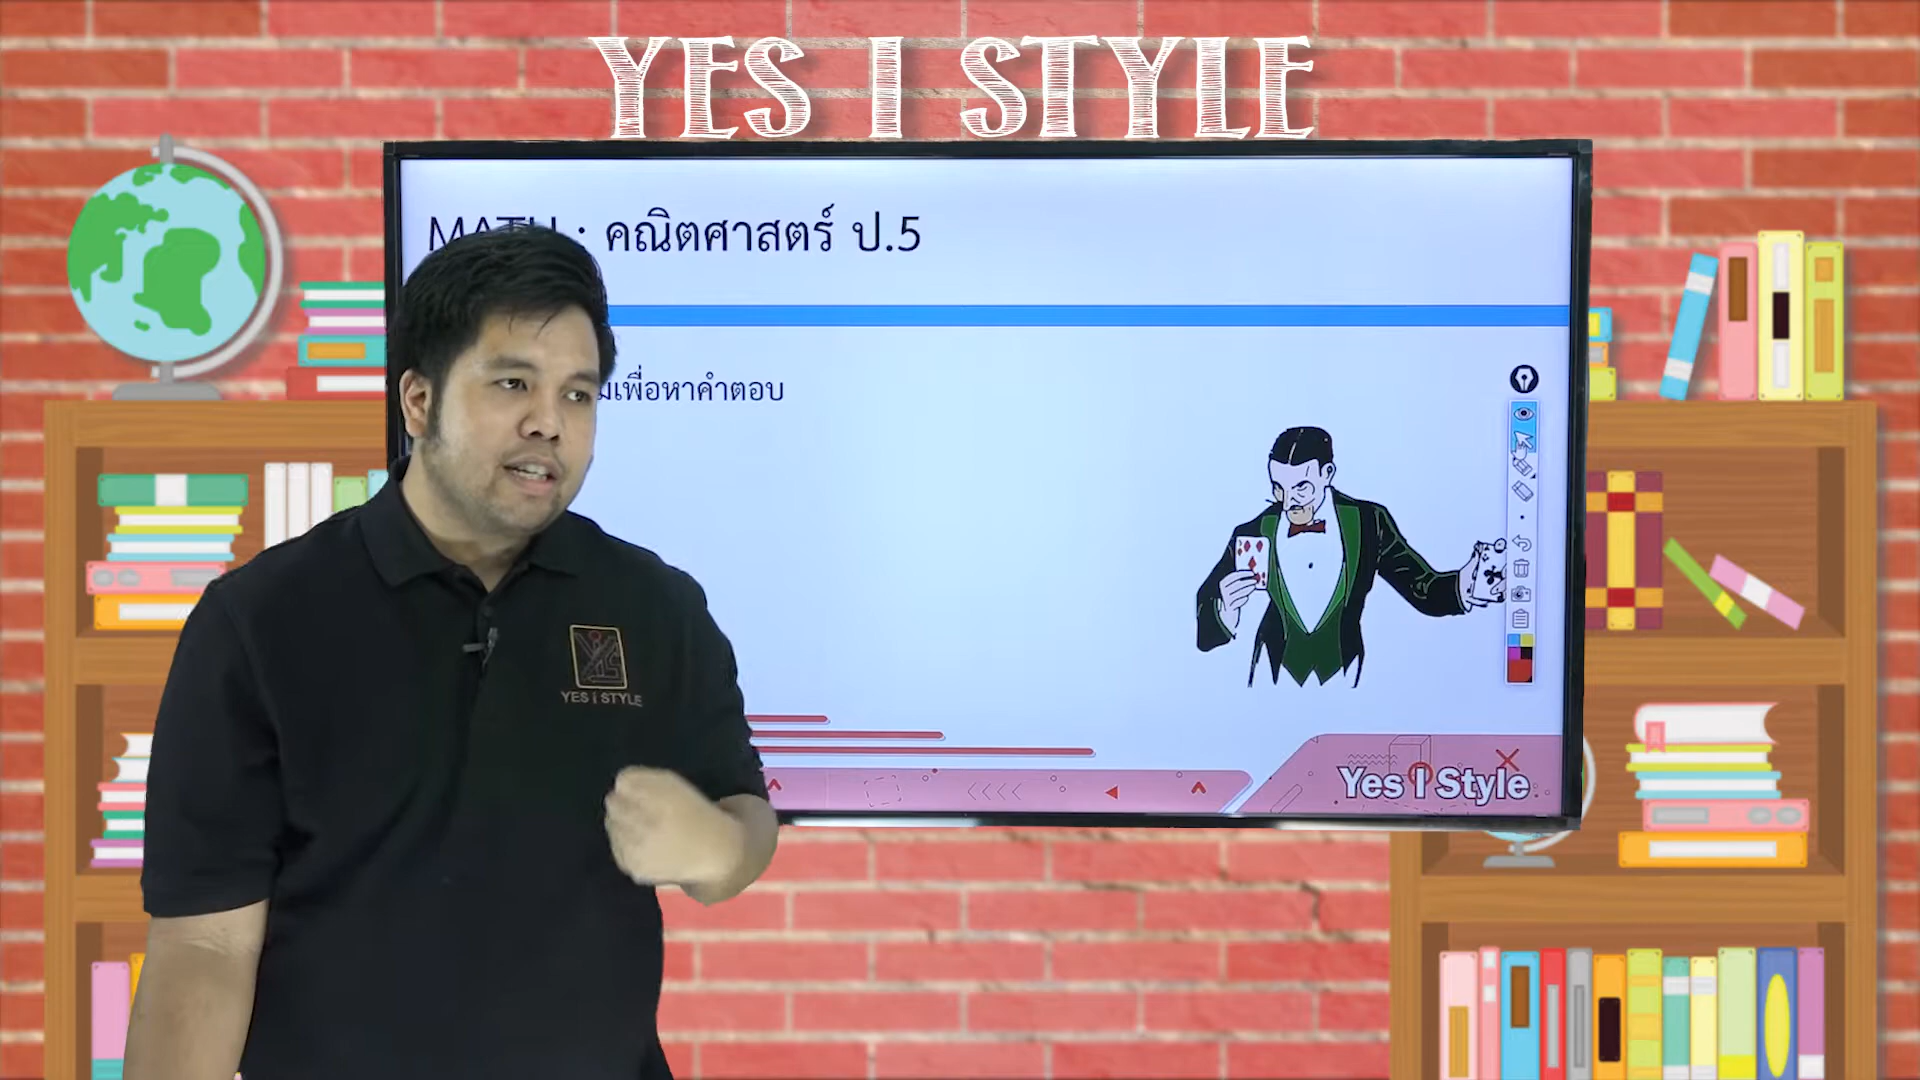 YES I STYLE
MATH : คณิตศาสตร์ ป.5
เพื่อหาคำตอบ
YES i STYLE
Yes I Style